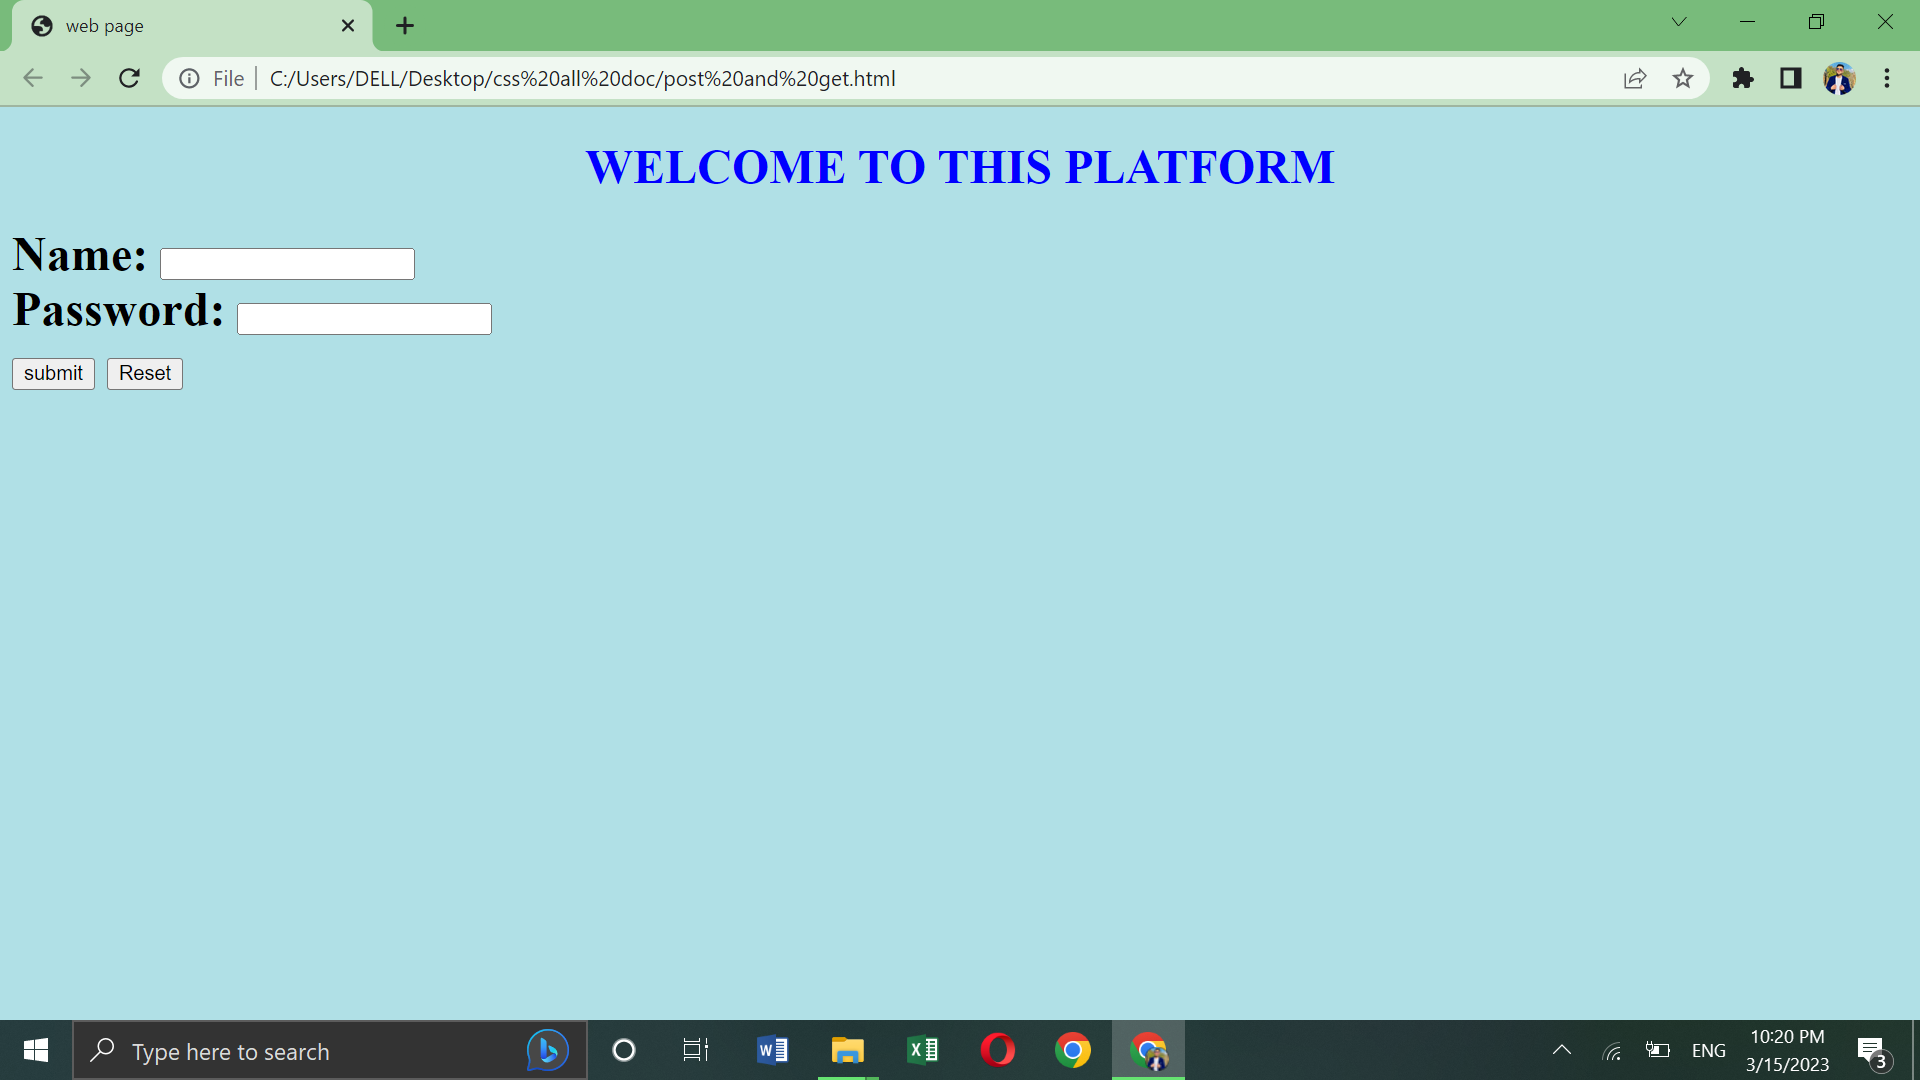 web page
File C:/Users/DELL/Desktop/css%20all%20doc/post%20and%20get.html
WELCOME TO THIS PLATFORM
Name:
Password:
submit Reset
Type here to search
ENG
10:20 PM
3/15/2023
3